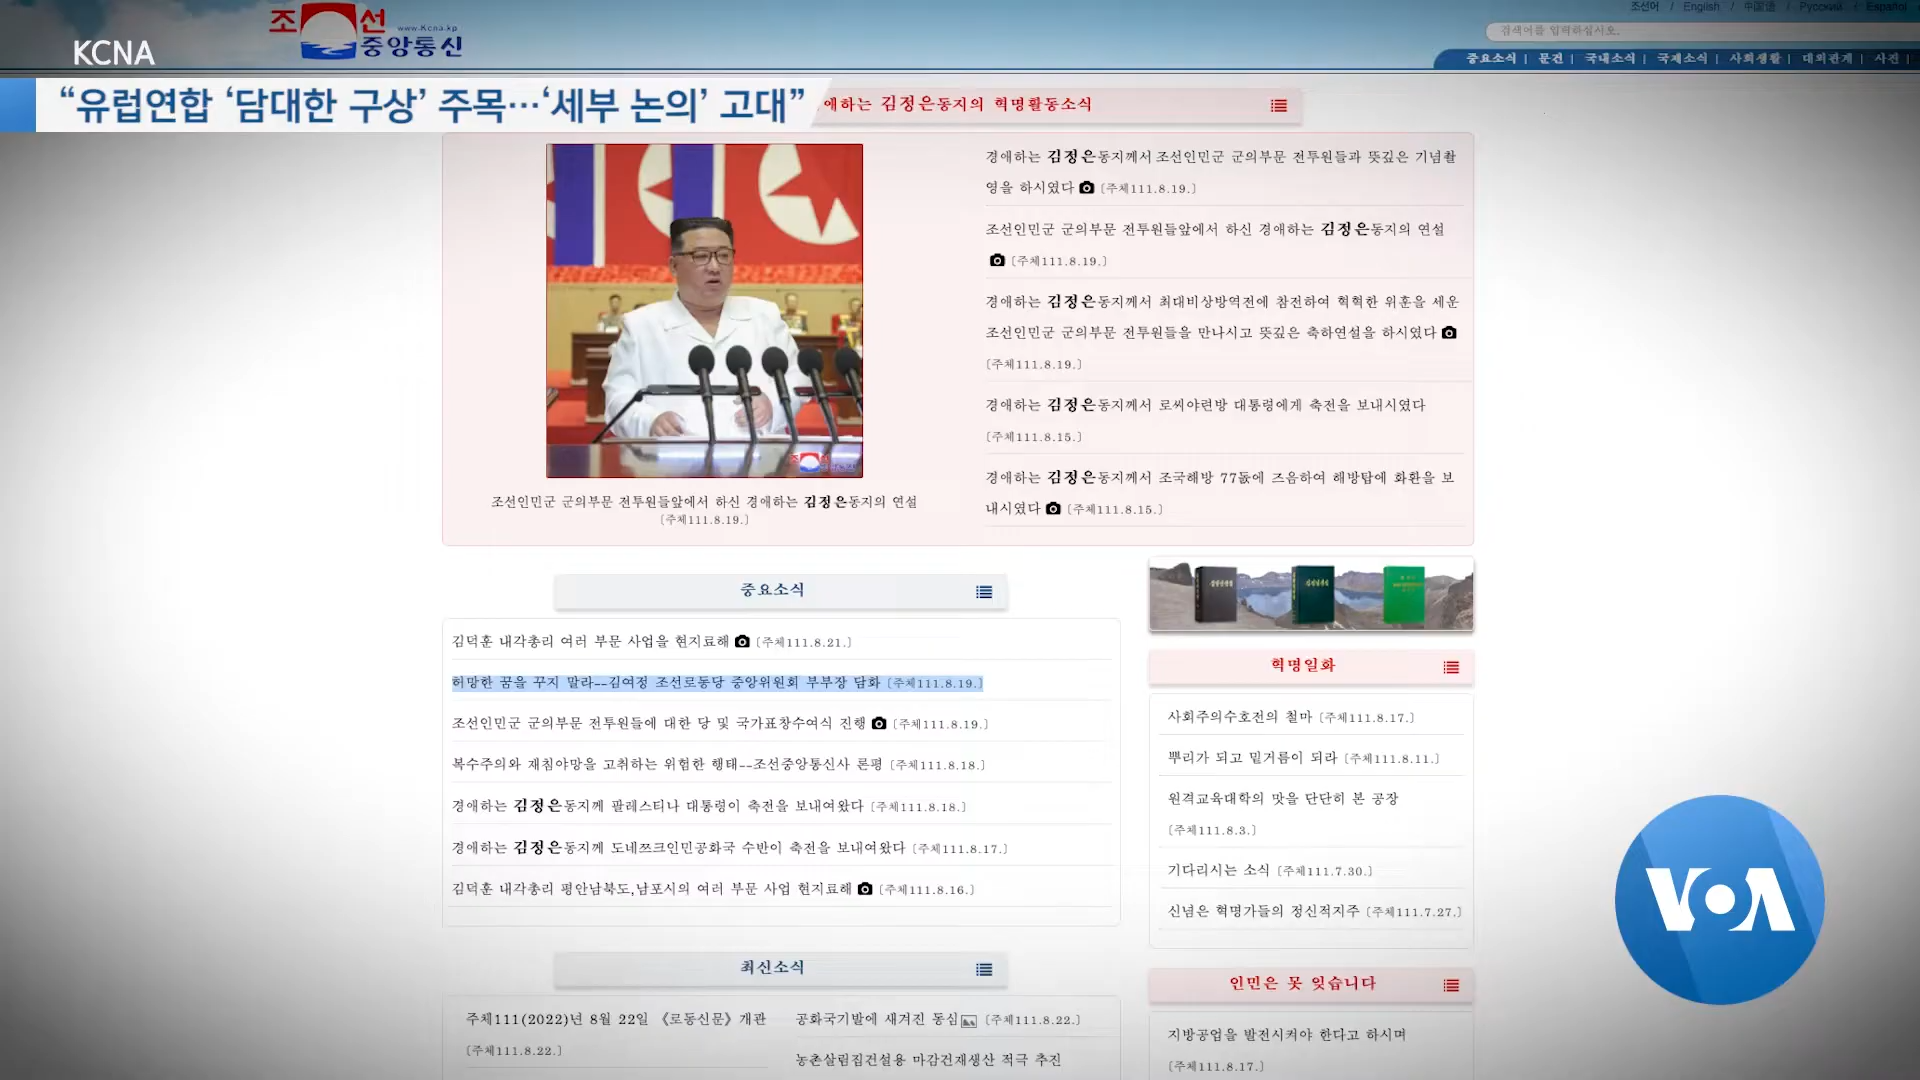 조선어 / English / 中国语 / Русский / Español
조선
www.Kcna.kp
중앙통신
검색어를 입력하십시오.
KCNA
중요소식 | 문건 | 국내소식 | 국제소식 | 사회생활 | 대외관계 | 사진 |
“유럽연합 ‘담대한 구상’ 주목…‘세부 논의’ 고대”
애하는 김정은동지의 혁명활동소식
경애하는 김정은동지께서 조선인민군 군의부문 전투원들과 뜻깊은 기념촬
영을 하시였다 [주체111.8.19.]
조선인민군 군의부문 전투원들앞에서 하신 경애하는 김정은동지의 연설
[주체111.8.19.]
경애하는 김정은동지께서 최대비상방역전에 참전하여 혁혁한 위훈을 세운
조선인민군 군의부문 전투원들을 만나시고 뜻깊은 축하연설을 하시였다
[주체111.8.19.]
경애하는 김정은동지께서 로씨야련방 대통령에게 축전을 보내시였다
[주체111.8.15.]
경애하는 김정은동지께서 조국해방 77돐에 즈음하여 해방탑에 화환을 보
내시였다 [주체111.8.15.]
조선인민군 군의부문 전투원들앞에서 하신 경애하는 김정은동지의 연설
[주체111.8.19.]
중요소식
김덕훈 내각총리 여러 부문 사업을 현지료해 [주체111.8.21.]
허망한 꿈을 꾸지 말라--김여정 조선로동당 중앙위원회 부부장 담화 [주체111.8.19.]
조선인민군 군의부문 전투원들에 대한 당 및 국가표창수여식 진행 [주체111.8.19.]
복수주의와 재침야망을 고취하는 위험한 행태--조선중앙통신사 론평 [주체111.8.18.]
경애하는 김정은동지께 팔레스티나 대통령이 축전을 보내여왔다 [주체111.8.18.]
경애하는 김정은동지께 도네쯔크인민공화국 수반이 축전을 보내여왔다 [주체111.8.17.]
김덕훈 내각총리 평안남북도,남포시의 여러 부문 사업 현지료해 [주체111.8.16.]
혁명일화
사회주의수호전의 철마 [주체111.8.17.]
뿌리가 되고 밑거름이 되라 [주체111.8.11.]
원격교육대학의 맛을 단단히 본 공장
[주체111.8.3.]
기다리시는 소식 [주체111.7.30.]
신념은 혁명가들의 정신적지주 [주체111.7.27.]
VOA
최신소식
주체111(2022)년 8월 22일 《로동신문》 개관
[주체111.8.22.]
공화국기발에 새겨진 동심 [주체111.8.22.]
농촌살림집건설용 마감건재생산 적극 추진
인민은 못 잊습니다
지방공업을 발전시켜야 한다고 하시며
[주체111.8.17.]